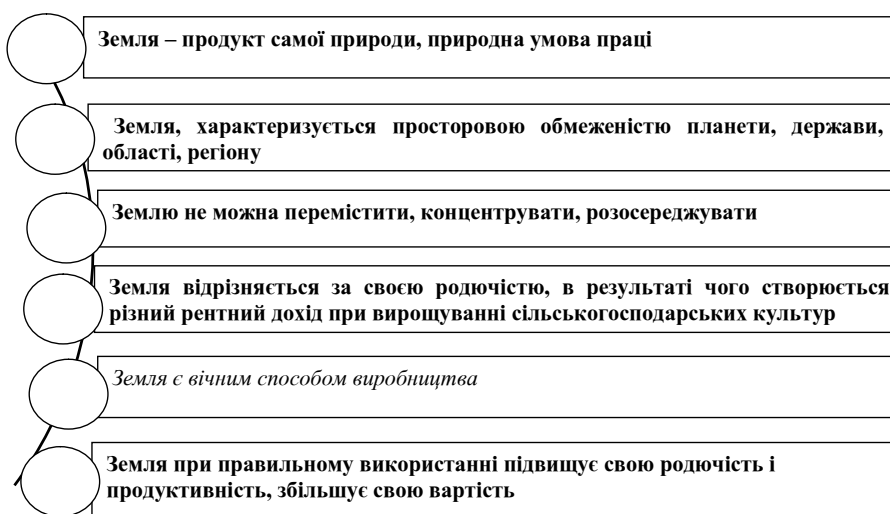 Земля – продукт самої природи, природна умова праці
Земля, характеризується просторовою обмеженістю планети, держави,
області, регіону
Землю не можна перемістити, концентрувати, розосереджувати
Земля відрізняється за своєю родючістю, в результаті чого створюється
різний рентний дохід при вирощуванні сільськогосподарських культур
Земля є вічним способом виробництва
Земля при правильному використанні підвищує свою родючість і
продуктивність, збільшує свою вартість